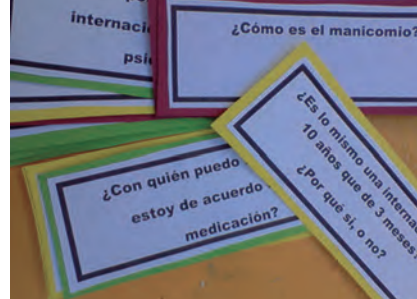 internaci
psi
¿Cómo es el manicomio?
¿Es lo mismo una interna
10 años que de 3 meses
¿Por qué si, o no?
¿Con quién puedo
estoy de acuerdo
medicación?